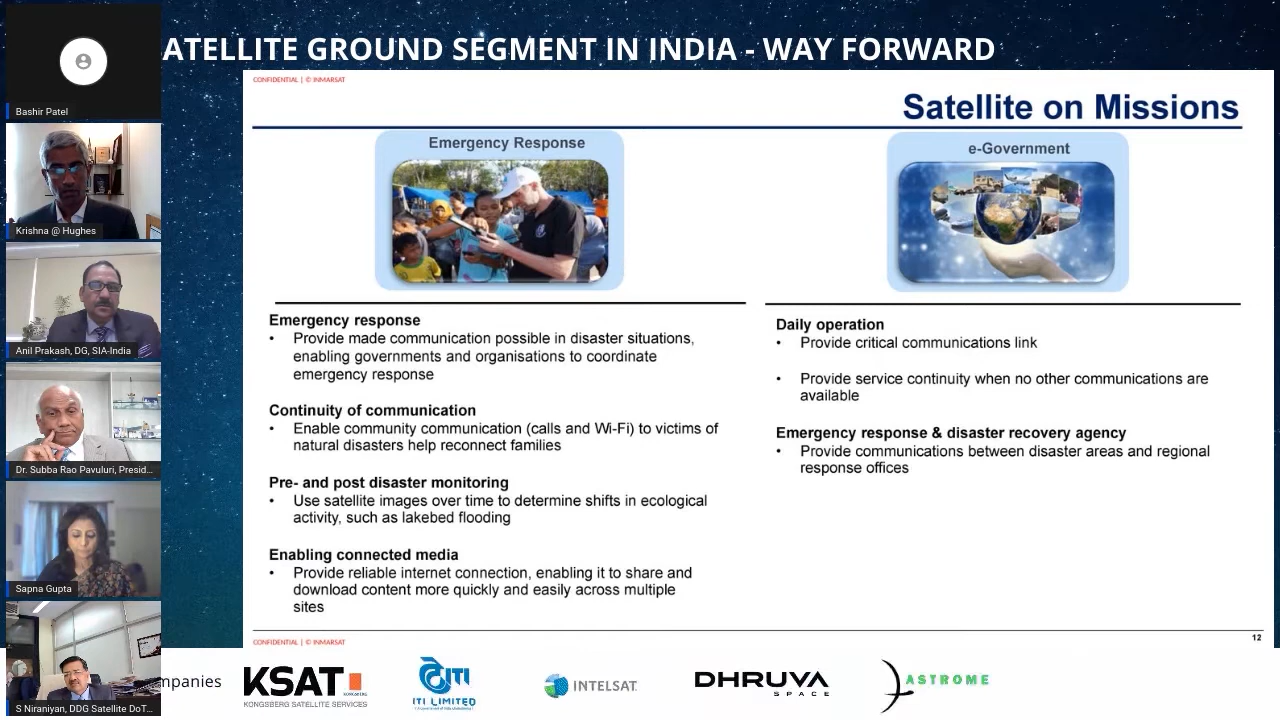 ATELLITE GROUND SEGMENT IN INDIA - WAY FORWARD
Bashir Patel
Krishna @ Hughes
Anil Prakash, DG, SIA-India
Dr. Subba Rao Pavuluri, Presid...
Sapna Gupta
S Niraniyan, DDG Satellite DoT...
CONFIDENTIAL | © INMARSAT
Satellite on Missions
Emergency Response
Emergency response
• Provide made communication possible in disaster situations,
enabling governments and organisations to coordinate
emergency response
Continuity of communication
• Enable community communication (calls and Wi-Fi) to victims of
natural disasters help reconnect families
Pre- and post disaster monitoring
• Use satellite images over time to determine shifts in ecological
activity, such as lakebed flooding
Enabling connected media
• Provide reliable internet connection, enabling it to share and
download content more quickly and easily across multiple
sites
e-Government
Daily operation
• Provide critical communications link
• Provide service continuity when no other communications are
available
Emergency response & disaster recovery agency
• Provide communications between disaster areas and regional
response offices
CONFIDENTIAL | © INMARSAT
12
mpanies
KSAT
KONGSBERG
KONGSBERG SATELLITE SERVICES
ITI
ITI LIMITED
INTELSAT
DHRUVA
SPACE
ASTROME